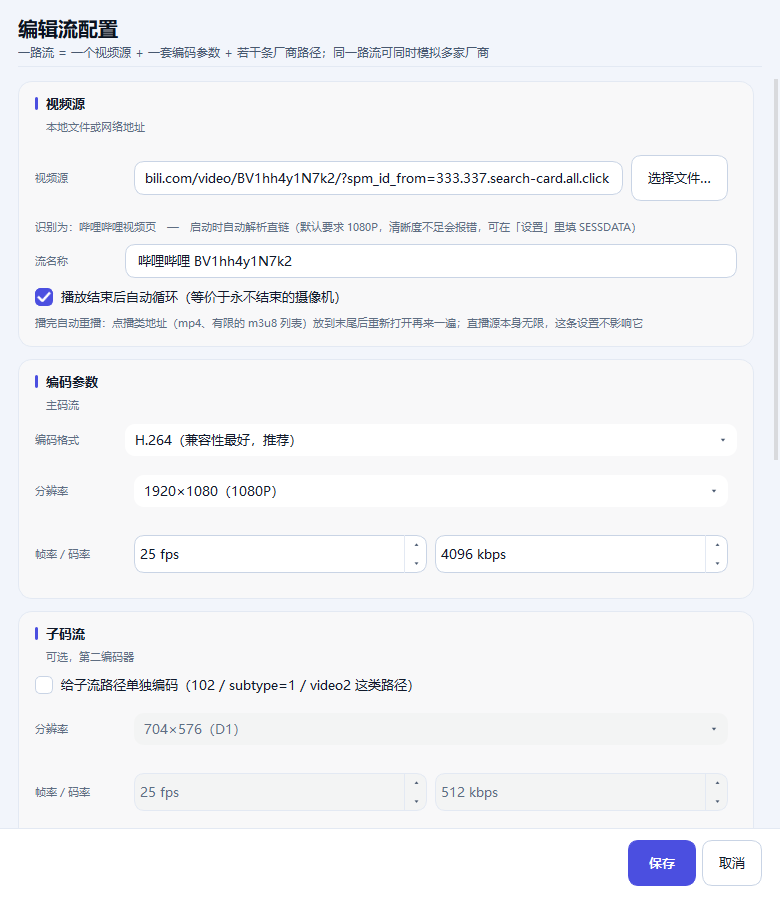 编辑流配置
一路流 = 一个视频源 + 一套编码参数 + 若干条厂商路径；同一路流可同时模拟多家厂商
视频源
本地文件或网络地址
视频源
bili.com/video/BV1hh4y1N7k2/?spm_id_from=333.337.search-card.all.click
选择文件...
识别为：哔哩哔哩视频页 — 启动时自动解析直链（默认要求 1080P，清晰度不足会报错，可在「设置」里填 SESSDATA）
流名称
哔哩哔哩 BV1hh4y1N7k2
播放结束后自动循环（等价于永不结束的摄像机）
播完自动重播：点播类地址（mp4、有限的 m3u8 列表）放到末尾后重新打开再来一遍；直播源本身无限，这条设置不影响它
编码参数
主码流
编码格式
H.264（兼容性最好，推荐）
分辨率
1920×1080（1080P）
帧率 / 码率
25 fps
4096 kbps
子码流
可选，第二编码器
给子流路径单独编码（102 / subtype=1 / video2 这类路径）
分辨率
704×576（D1）
帧率 / 码率
25 fps
512 kbps
保存
取消